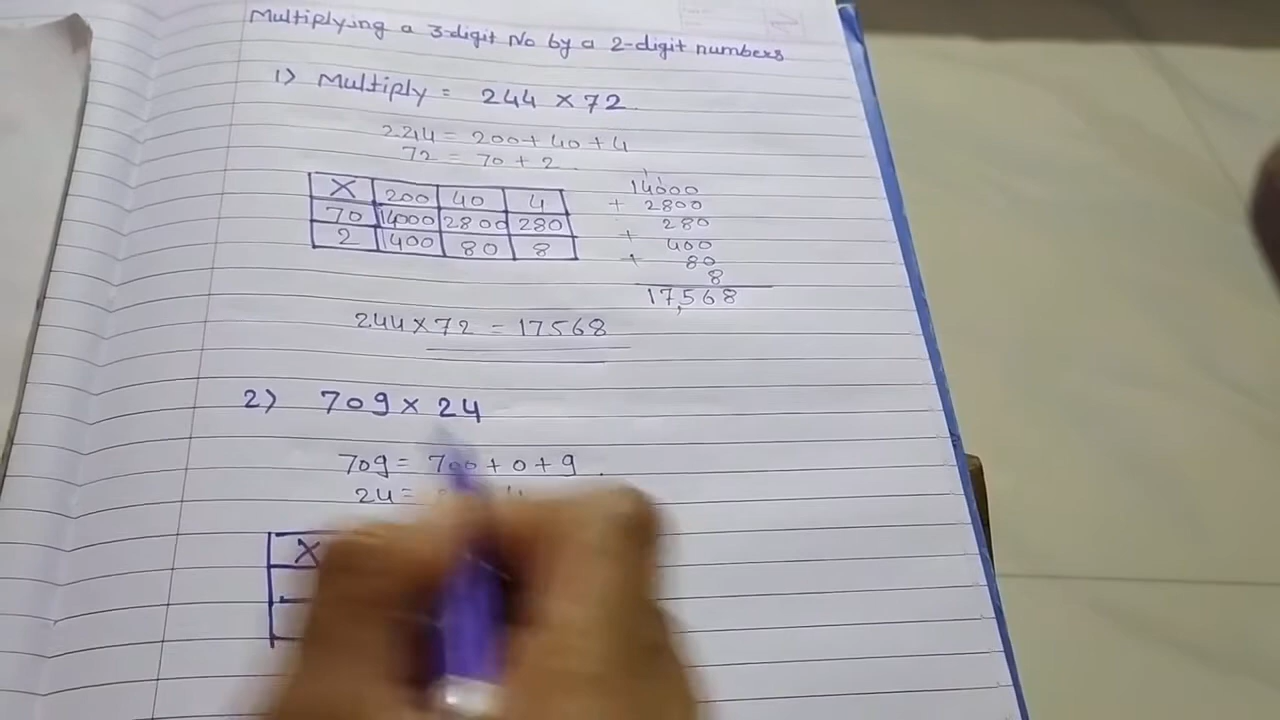 Multiplying a 3-digit No by a 2-digit numbers
1) Multiply = 244 × 72
2214 = 200 + 40 + 4
72 = 70 + 2
X 200 40 4
70 14000 2800 280
2 1400 80 8
14000
+ 2800
280
+ 400
+ 80
8
17,568
244 × 72 = 17568
2) 709 × 24
709 = 700 + 0 + 9
24 =
X